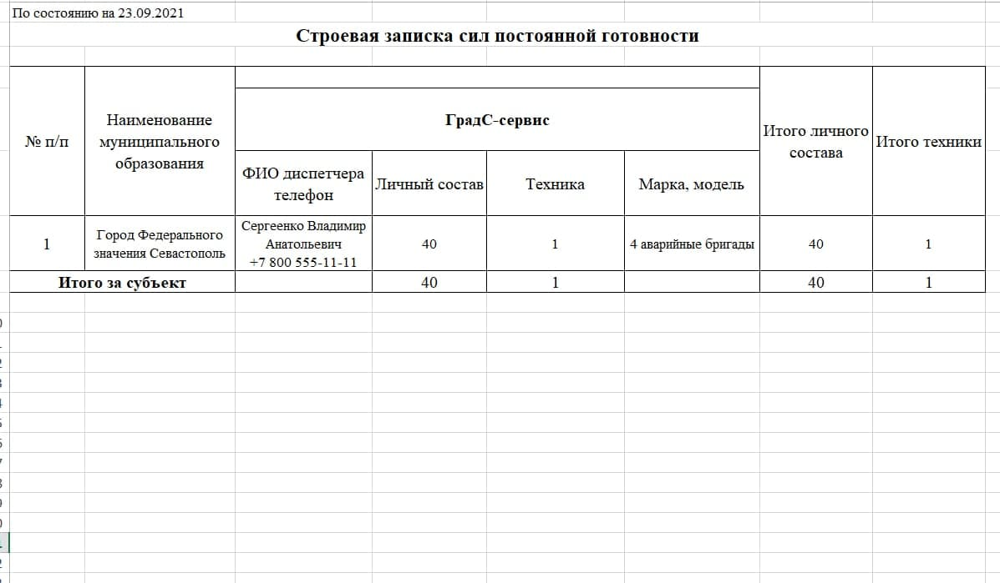 По состоянию на 23.09.2021
Строевая записка сил постоянной готовности
№ п/п
Наименование
муниципального
образования
ГрадС-сервис
ФИО диспетчера
телефон
Личный состав
Техника
Марка, модель
Итого личного
состава
Итого техники
1
Город Федерального
значения Севастополь
Сергеенко Владимир
Анатольевич
+7 800 555-11-11
40
1
4 аварийные бригады
40
1
Итого за субъект
40
1
40
1